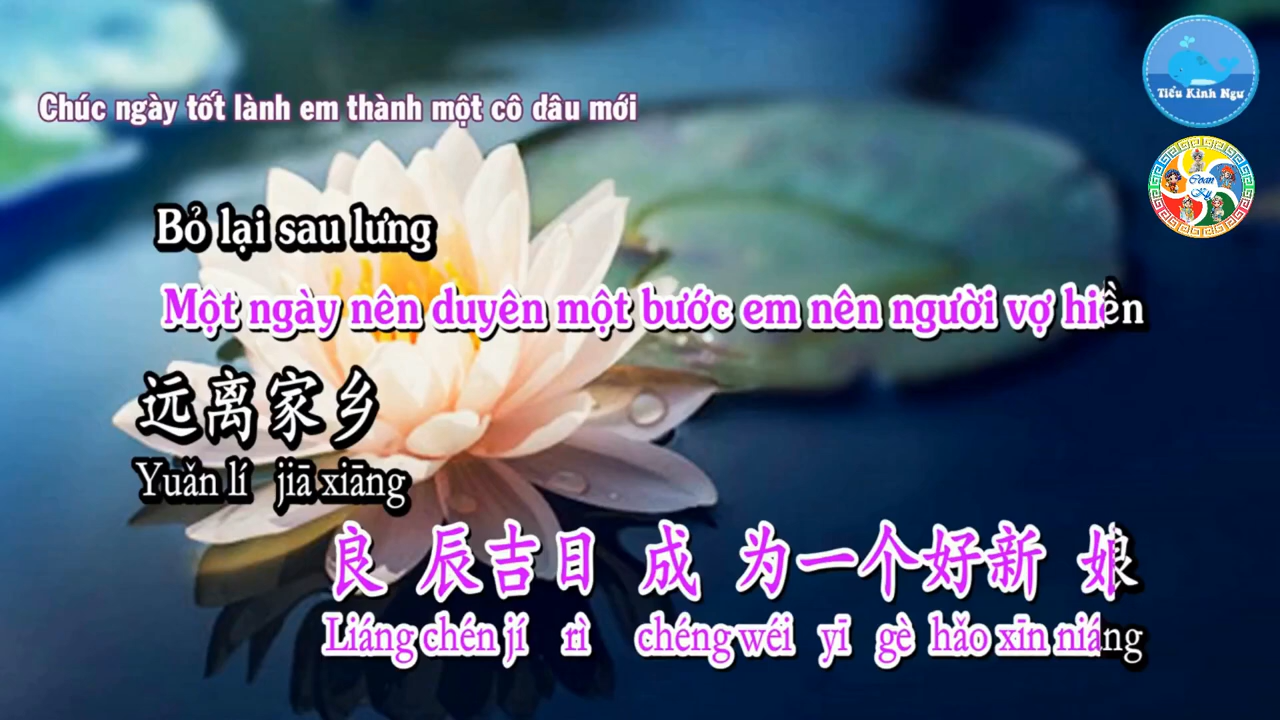 Chúc ngày tốt lành em thành một cô dâu mới
Tiểu Kình Ngư
Coan Ky
Bỏ lại sau lưng
Một ngày nên duyên một bước em nên người vợ hiền
远离家乡
Yuǎn lí jiā xiāng
良 辰吉日 成 为一个好新 娘
Liáng chén jí rì chéng wéi yī gè hǎo xīn niáng